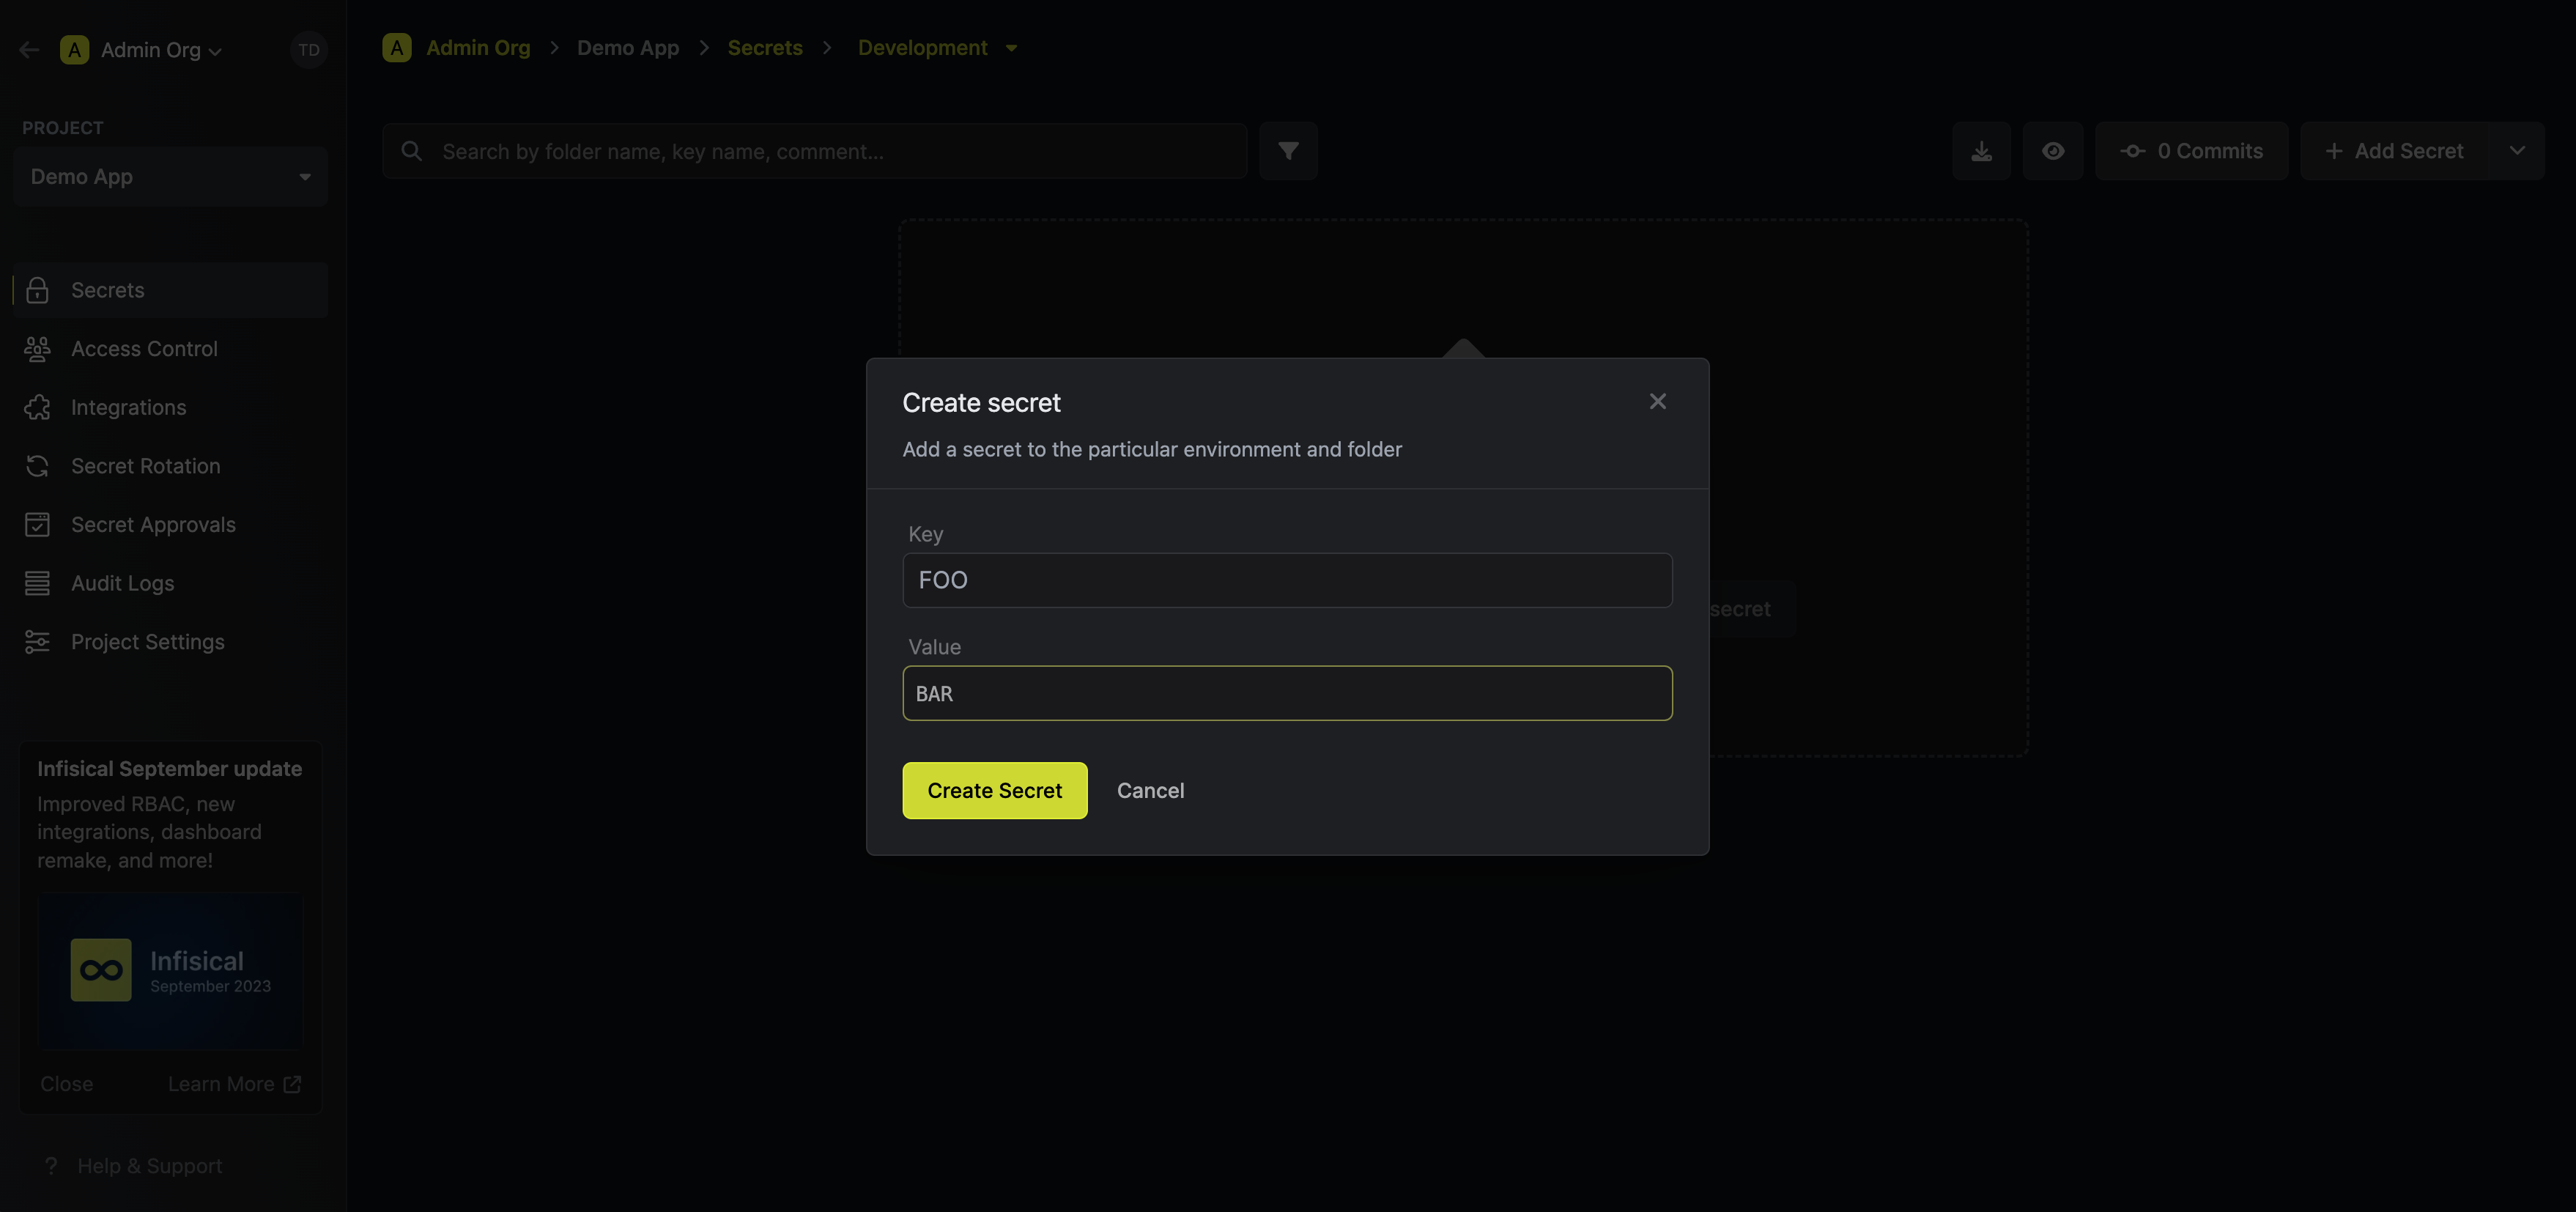 A Admin Org
TD
PROJECT
Demo App
Secrets
Access Control
Integrations
Secret Rotation
Secret Approvals
Audit Logs
Project Settings
Infisical September update
Improved RBAC, new
integrations, dashboard
remake, and more!
Infisical
September 2023
Close
Learn More
? Help & Support
A Admin Org > Demo App > Secrets > Development
Search by folder name, key name, comment...
0 Commits
+ Add Secret
Create secret
Add a secret to the particular environment and folder
Key
FOO
secret
Value
BAR
Create Secret
Cancel